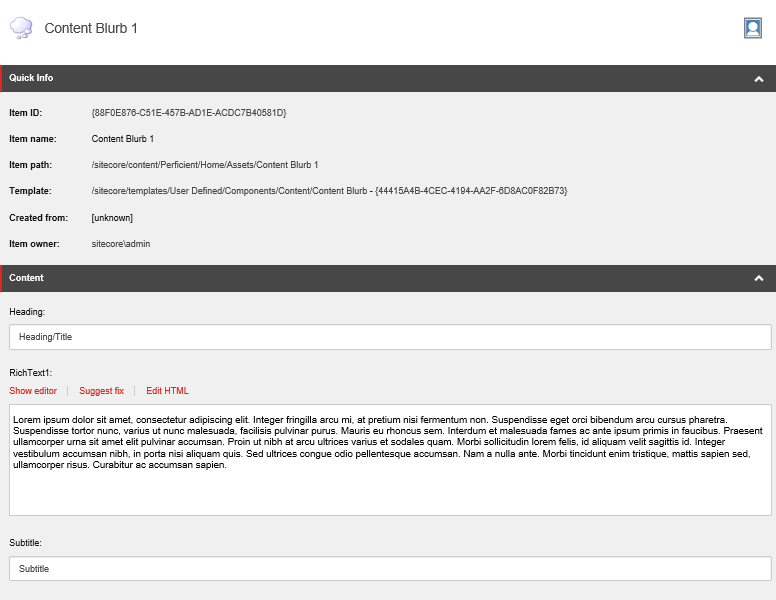 Content Blurb 1
Quick Info
Item ID: {88F0E876-C51E-457B-AD1E-ACDC7B40581D}
Item name: Content Blurb 1
Item path: /sitecore/content/Perficient/Home/Assets/Content Blurb 1
Template: /sitecore/templates/User Defined/Components/Content/Content Blurb - {44415A4B-4CEC-4194-AA2F-6D8AC0F82B73}
Created from: [unknown]
Item owner: sitecore\admin
Content
Heading:
Heading/Title
RichText1:
Show editor | Suggest fix | Edit HTML
Lorem ipsum dolor sit amet, consectetur adipiscing elit. Integer fringilla arcu mi, at pretium nisi fermentum non. Suspendisse eget orci bibendum arcu cursus pharetra.
Suspendisse tortor nunc, varius ut nunc malesuada, facilisis pulvinar purus. Mauris eu rhoncus sem. Interdum et malesuada fames ac ante ipsum primis in faucibus. Praesent
ullamcorper urna sit amet elit pulvinar accumsan. Proin ut nibh at arcu ultrices varius et sodales quam. Morbi sollicitudin lorem felis, id aliquam velit sagittis id. Integer
vestibulum accumsan nibh, in porta nisi aliquam quis. Sed ultrices congue odio pellentesque accumsan. Nam a nulla ante. Morbi tincidunt enim tristique, mattis sapien sed,
ullamcorper risus. Curabitur ac accumsan sapien.
Subtitle:
Subtitle